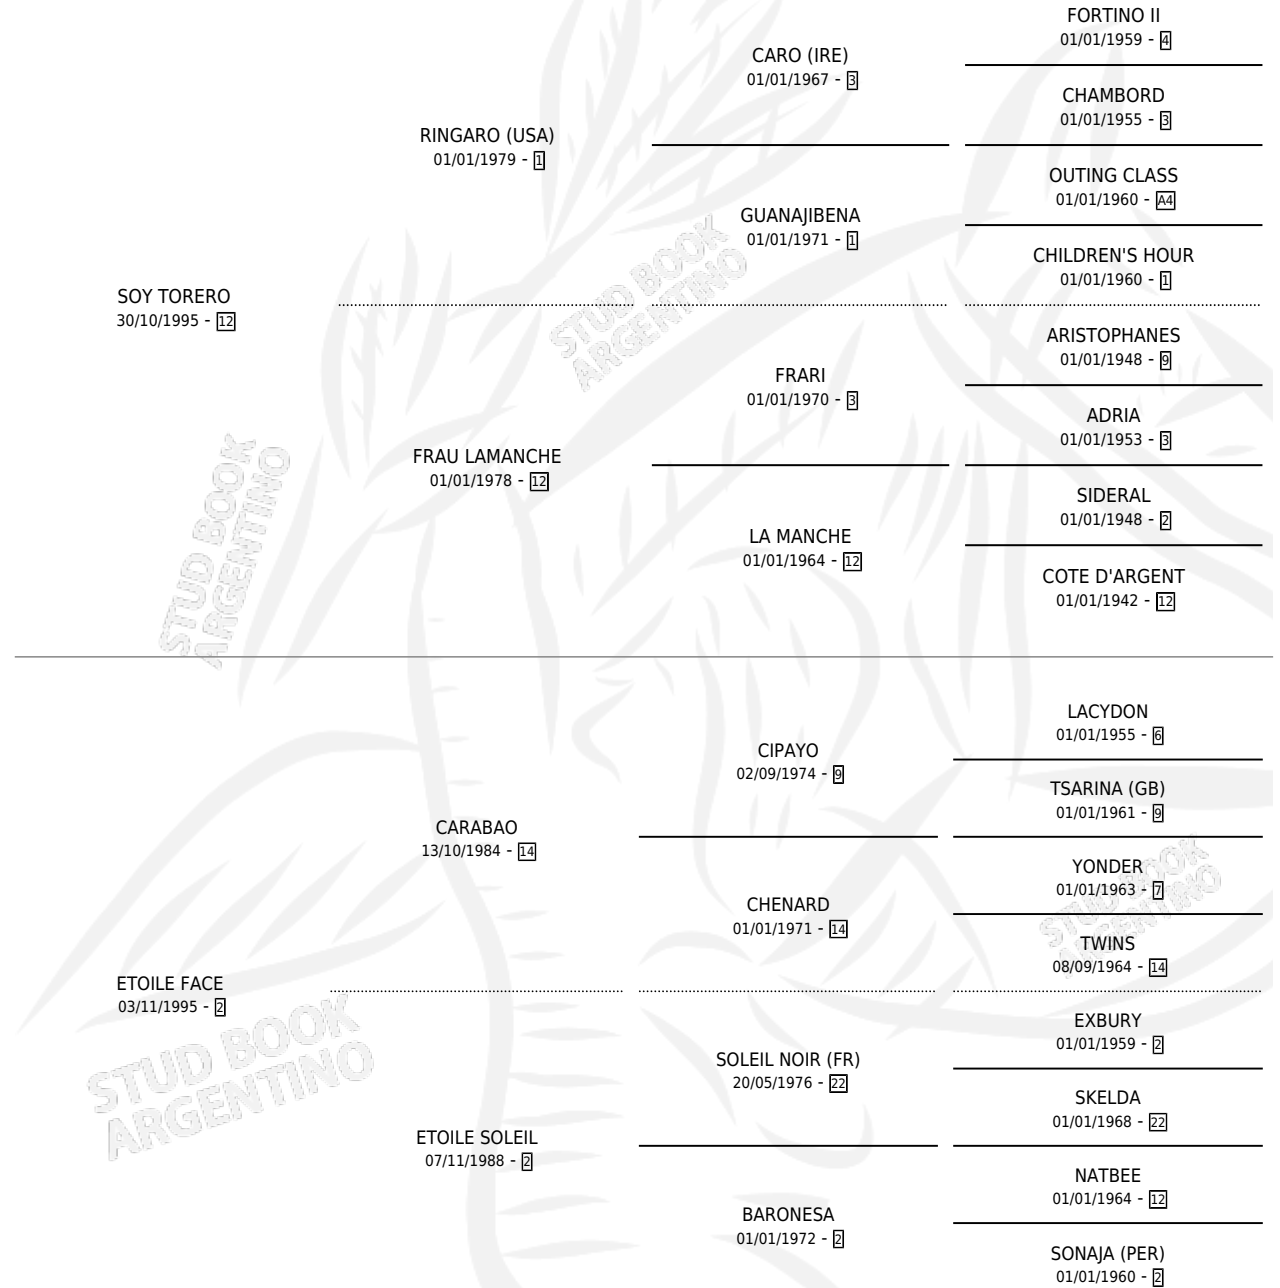 FORTINO II
01/01/1959 - 4
CARO (IRE)
01/01/1967 - 3
CHAMBORD
01/01/1955 - 3
RINGARO (USA)
01/01/1979 - 1
OUTING CLASS
01/01/1960 - A4
GUANAJIBENA
01/01/1971 - 1
CHILDREN'S HOUR
01/01/1960 - 1
SOY TORERO
30/10/1995 - 12
STUD BOOK
ARGENTINO
ARISTOPHANES
01/01/1948 - 9
FRARI
01/01/1970 - 3
ADRIA
01/01/1953 - 3
FRAU LAMANCHE
01/01/1978 - 12
SIDERAL
01/01/1948 - 2
LA MANCHE
01/01/1964 - 12
COTE D'ARGENT
01/01/1942 - 12
STUD BOOK
ARGENTINO
LACYDON
01/01/1955 - 6
CIPAYO
02/09/1974 - 9
TSARINA (GB)
01/01/1961 - 9
CARABAO
13/10/1984 - 14
YONDER
01/01/1963 - 7
CHENARD
01/01/1971 - 14
TWINS
08/09/1964 - 14
STUD BOOK
ARGENTINO
ETOILE FACE
03/11/1995 - 2
EXBURY
01/01/1959 - 2
SOLEIL NOIR (FR)
20/05/1976 - 22
SKELDA
01/01/1968 - 22
STUD BOOK
ARGENTINO
ETOILE SOLEIL
07/11/1988 - 2
NATBEE
01/01/1964 - 12
BARONESA
01/01/1972 - 2
SONAJA (PER)
01/01/1960 - 2